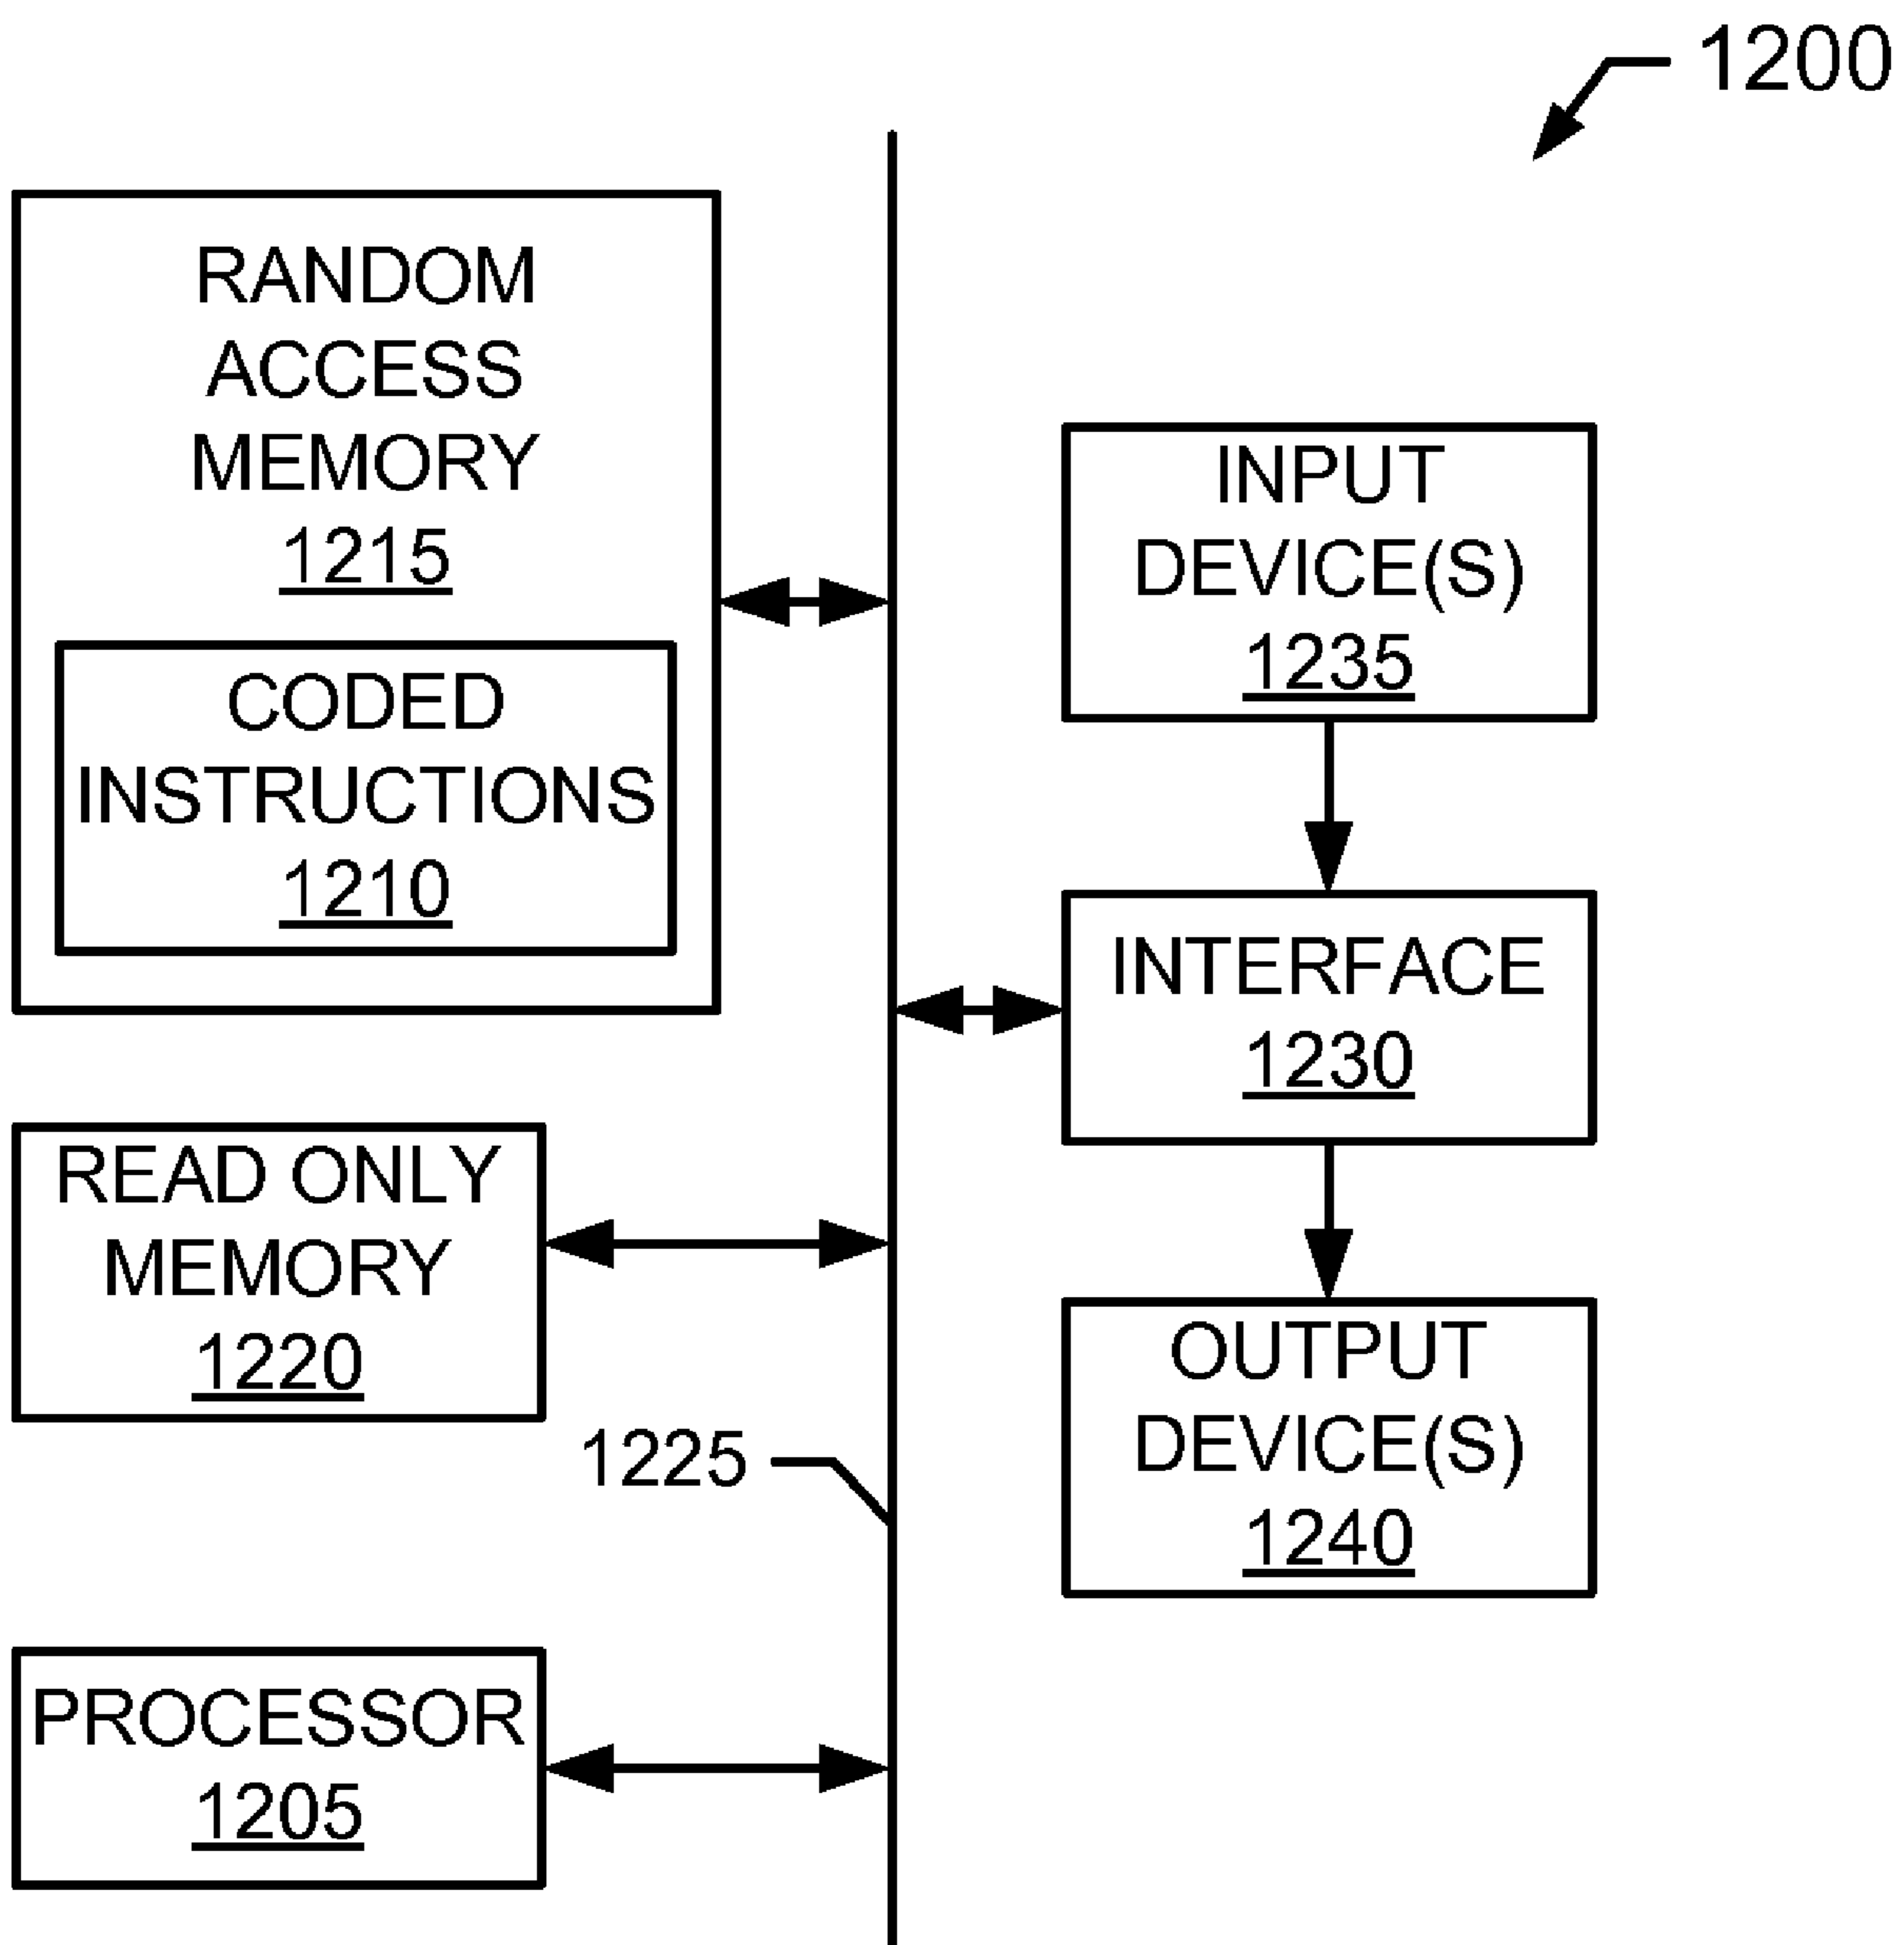 1200
RANDOM
ACCESS
MEMORY
1215
CODED
INSTRUCTIONS
1210
INPUT
DEVICE(S)
1235
INTERFACE
1230
READ ONLY
MEMORY
1220
OUTPUT
DEVICE(S)
1240
1225
PROCESSOR
1205